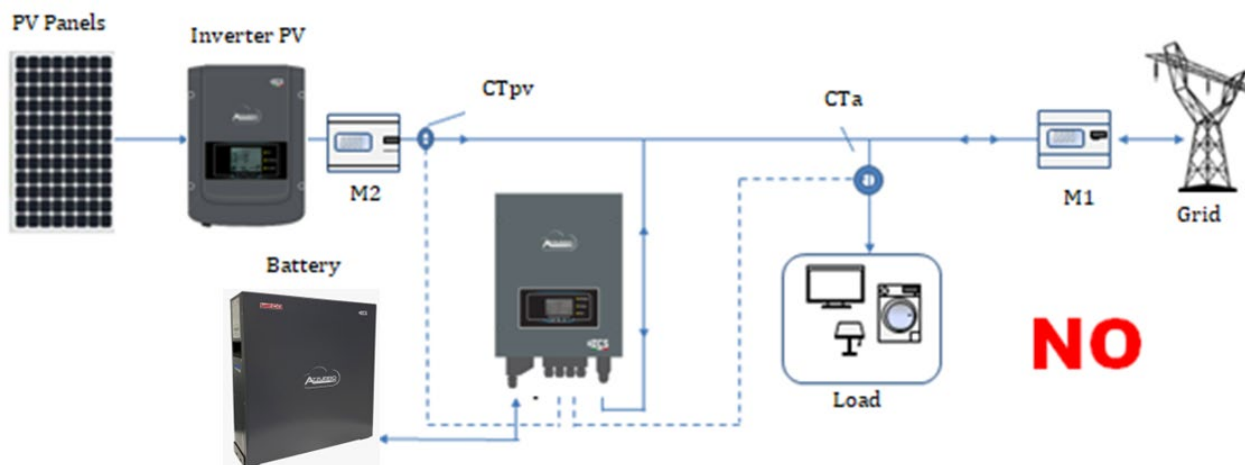 PV Panels
Inverter PV
CTpv
CTa
M2
M1
Grid
Battery
a
Load
NO